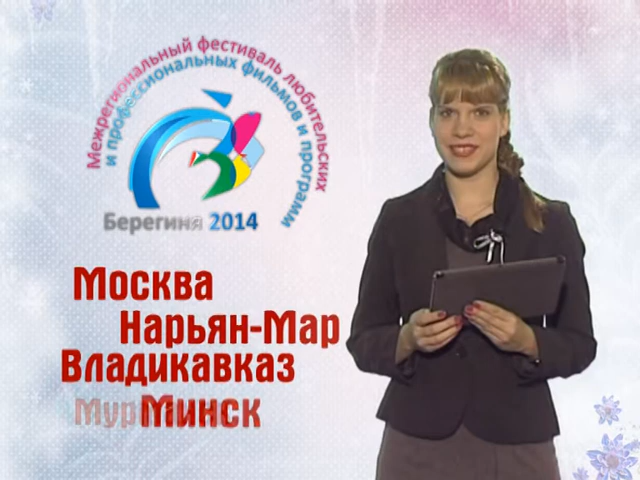 Межрегиональный фестиваль любительских
и профессиональных фильмов и программ
Берегиня 2014
Москва
Нарьян-Мар
Владикавказ
Минск